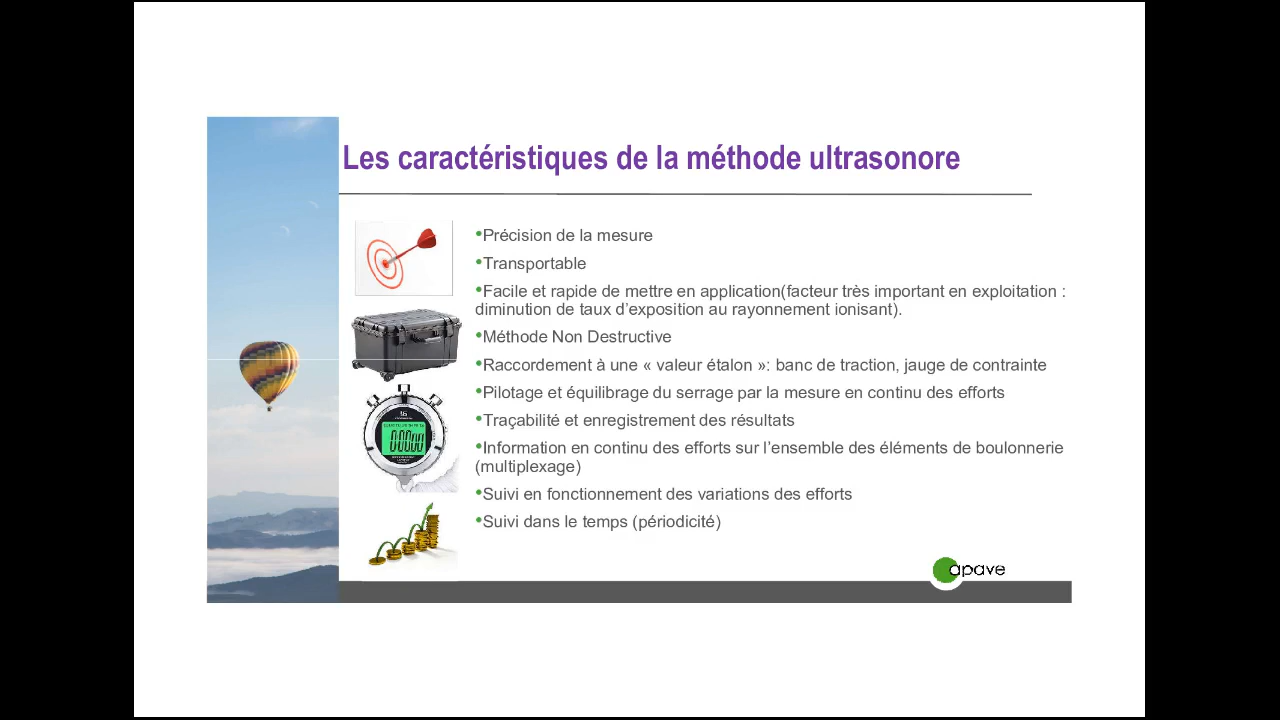 Les caractéristiques de la méthode ultrasonore
•Précision de la mesure
•Transportable
•Facile et rapide de mettre en application(facteur très important en exploitation :
diminution de taux d’exposition au rayonnement ionisant).
•Méthode Non Destructive
•Raccordement à une « valeur étalon »: banc de traction, jauge de contrainte
•Pilotage et équilibrage du serrage par la mesure en continu des efforts
•Traçabilité et enregistrement des résultats
•Information en continu des efforts sur l’ensemble des éléments de boulonnerie
(multiplexage)
•Suivi en fonctionnement des variations des efforts
•Suivi dans le temps (périodicité)
apave